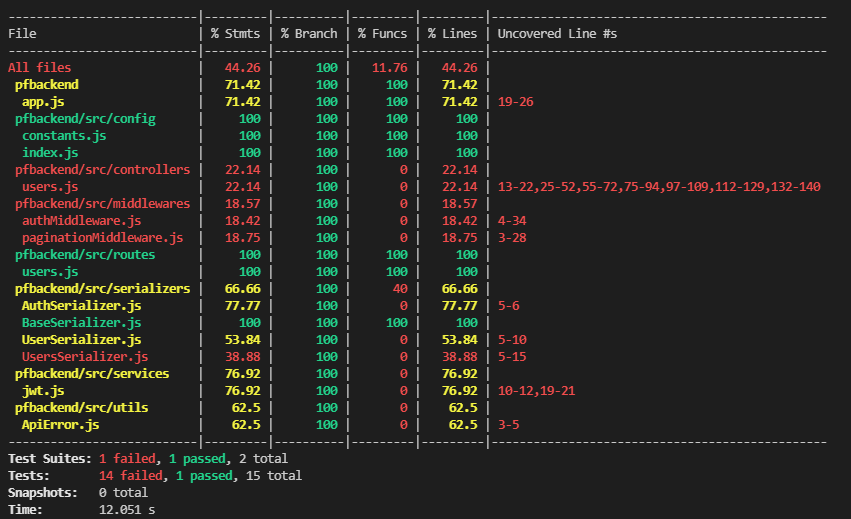 --------------------------|---------|----------|---------|---------|-------------------------------------------
File                      | % Stmts | % Branch | % Funcs | % Lines | Uncovered Line #s
--------------------------|---------|----------|---------|---------|-------------------------------------------
All files                 |   44.26 |      100 |   11.76 |   44.26 |
 pfbackend                |   71.42 |      100 |     100 |   71.42 |
  app.js                  |   71.42 |      100 |     100 |   71.42 | 19-26
 pfbackend/src/config     |     100 |      100 |     100 |     100 |
  constants.js            |     100 |      100 |     100 |     100 |
  index.js                |     100 |      100 |     100 |     100 |
 pfbackend/src/controllers |   22.14 |      100 |       0 |   22.14 |
  users.js                |   22.14 |      100 |       0 |   22.14 | 13-22,25-52,55-72,75-94,97-109,112-129,132-140
 pfbackend/src/middlewares |   18.57 |      100 |       0 |   18.57 |
  authMiddleware.js       |   18.42 |      100 |       0 |   18.42 | 4-34
  paginationMiddleware.js |   18.75 |      100 |       0 |   18.75 | 3-28
 pfbackend/src/routes     |     100 |      100 |     100 |     100 |
  users.js                |     100 |      100 |     100 |     100 |
 pfbackend/src/serializers |   66.66 |      100 |      40 |   66.66 |
  AuthSerializer.js       |   77.77 |      100 |       0 |   77.77 | 5-6
  BaseSerializer.js       |     100 |      100 |     100 |     100 |
  UserSerializer.js       |   53.84 |      100 |       0 |   53.84 | 5-10
  UsersSerializer.js      |   38.88 |      100 |       0 |   38.88 | 5-15
 pfbackend/src/services   |   76.92 |      100 |       0 |   76.92 |
  jwt.js                  |   76.92 |      100 |       0 |   76.92 | 10-12,19-21
 pfbackend/src/utils      |    62.5 |      100 |       0 |    62.5 |
  ApiError.js             |    62.5 |      100 |       0 |    62.5 | 3-5
--------------------------|---------|----------|---------|---------|-------------------------------------------
Test Suites: 1 failed, 1 passed, 2 total
Tests:       14 failed, 1 passed, 15 total
Snapshots:   0 total
Time:        12.051 s